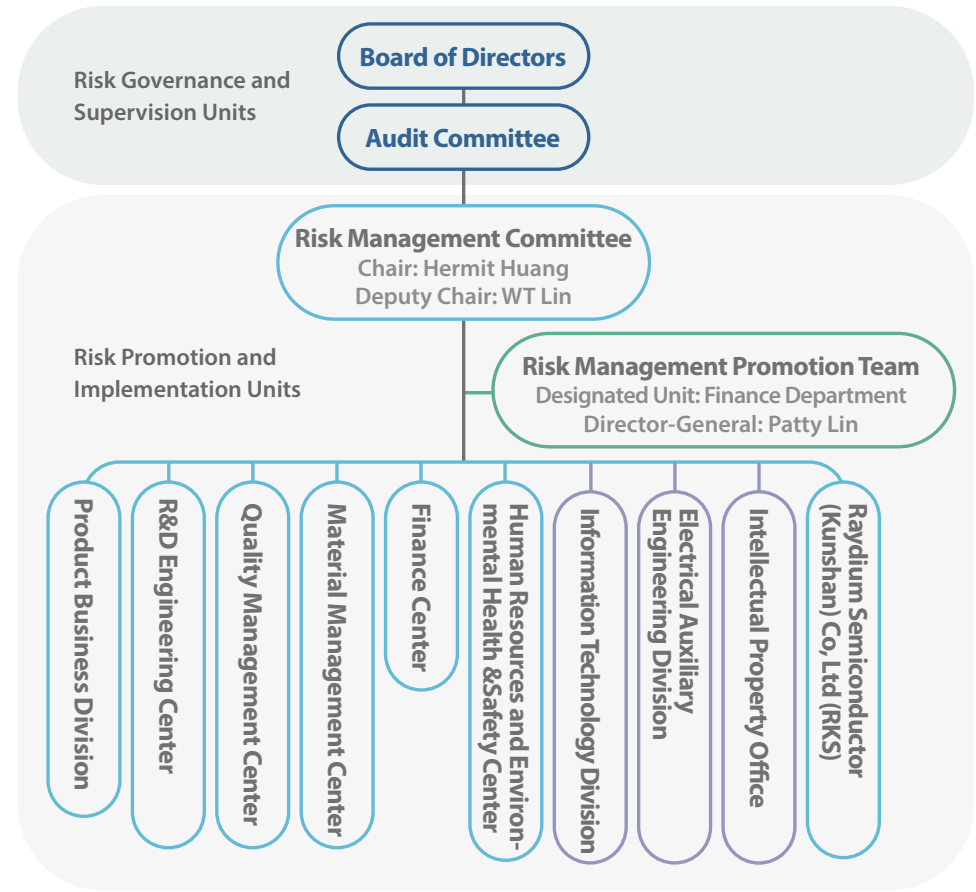 Board of Directors
Risk Governance and
Supervision Units
Audit Committee
Risk Management Committee
Chair: Hermit Huang
Deputy Chair: WT Lin
Risk Promotion and
Implementation Units
Risk Management Promotion Team
Designated Unit: Finance Department
Director-General: Patty Lin
Product Business Division
R&D Engineering Center
Quality Management Center
Material Management Center
Finance Center
Human Resources and Environ-
mental Health &Safety Center
Information Technology Division
Electrical Auxiliary
Engineering Division
Intellectual Property Office
Raydium Semiconductor
(Kunshan) Co, Ltd (RKS)